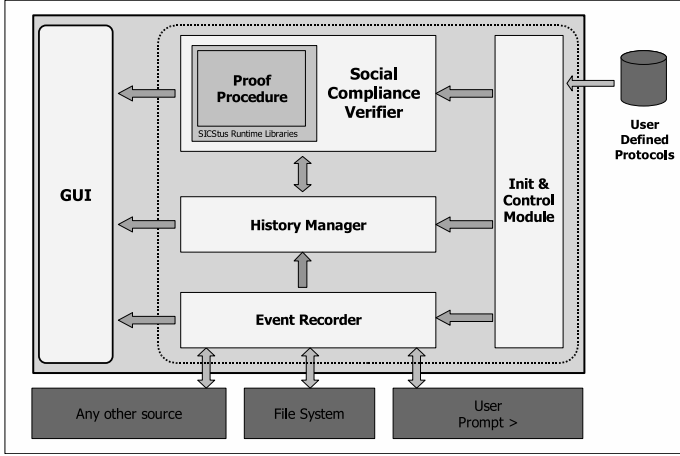 Proof
Procedure
SICStus Runtime Libraries
Social
Compliance
Verifier
User
Defined
Protocols
GUI
Init &
Control
Module
History Manager
Event Recorder
Any other source
File System
User
Prompt >